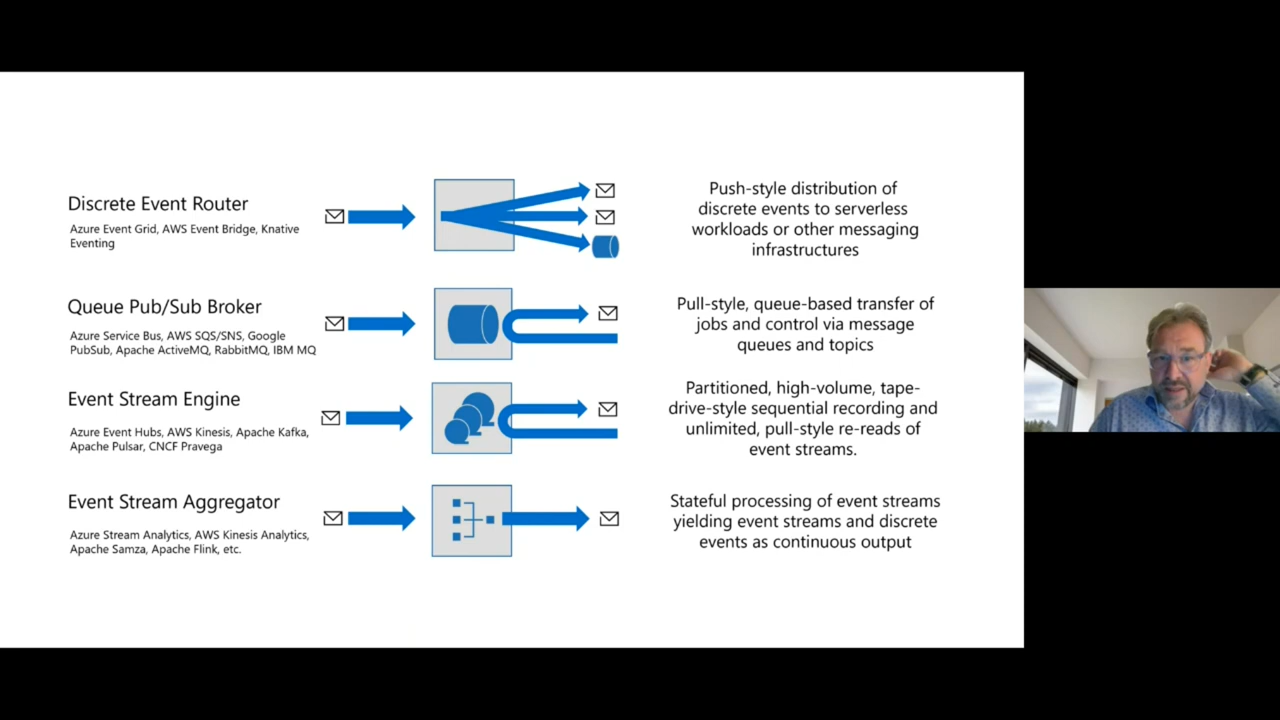 Discrete Event Router
Azure Event Grid, AWS Event Bridge, Knative
Eventing
Push-style distribution of
discrete events to serverless
workloads or other messaging
infrastructures
Queue Pub/Sub Broker
Azure Service Bus, AWS SQS/SNS, Google
PubSub, Apache ActiveMQ, RabbitMQ, IBM MQ
Pull-style, queue-based transfer of
jobs and control via message
queues and topics
Event Stream Engine
Azure Event Hubs, AWS Kinesis, Apache Kafka,
Apache Pulsar, CNCF Pravega
Partitioned, high-volume, tape-
drive-style sequential recording and
unlimited, pull-style re-reads of
event streams.
Event Stream Aggregator
Azure Stream Analytics, AWS Kinesis Analytics,
Apache Samza, Apache Flink, etc.
Stateful processing of event streams
yielding event streams and discrete
events as continuous output